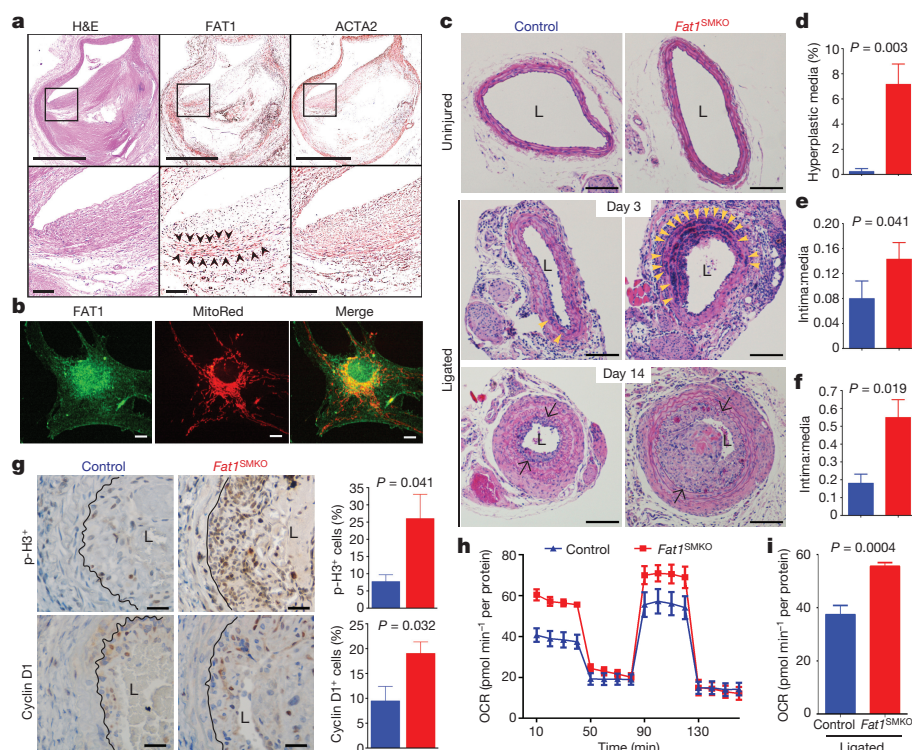 a
H&E FAT1 ACTA2
b
FAT1 MitoRed Merge
c
Control Fat1SMKO
Uninjured
L L
Day 3
L L
Ligated
Day 14
L L
d
P = 0.003
Hyperplastic media (%)
10
8
6
4
2
0
e
P = 0.041
Intima:media
0.20
0.16
0.12
0.08
0.04
f
P = 0.019
Intima:media
0.6
0.5
0.4
0.3
0.2
0.1
0
g
Control Fat1SMKO
p-H3+
L L
P = 0.041
p-H3+ cells (%)
35
30
25
20
15
10
5
0
Cyclin D1
L L
P = 0.032
Cyclin D1+ cells (%)
25
20
15
10
5
0
h
Control Fat1SMKO
OCR (pmol min−1 per protein)
80
60
40
20
0
10 50 90 130
Time (min)
i
P = 0.0004
OCR (pmol min−1 per protein)
60
40
20
0
Control Fat1SMKO
Ligated